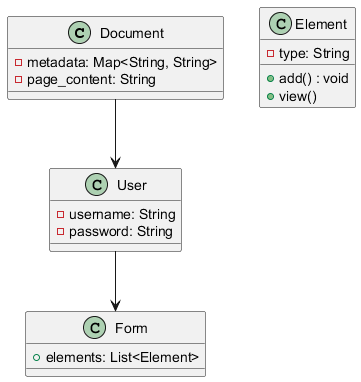 C Document
metadata: Map<String, String>
page_content: String
C Element
type: String
add() : void
view()
C User
username: String
password: String
C Form
elements: List<Element>